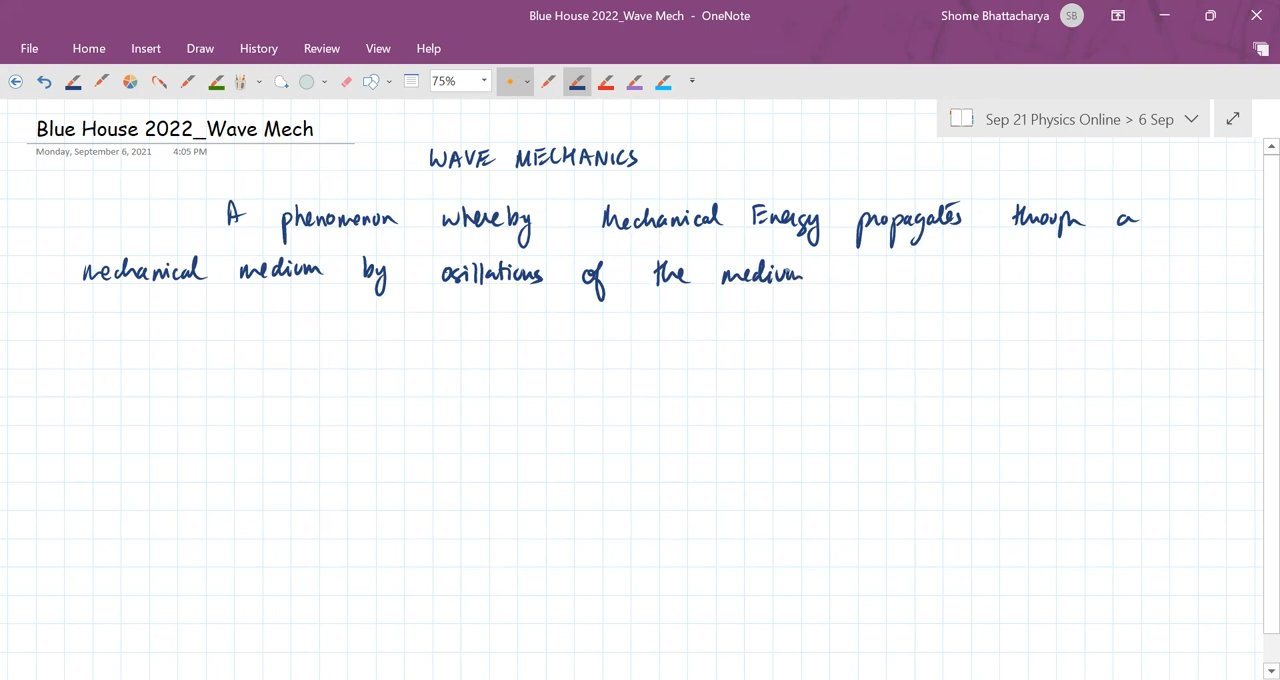 Blue House 2022_Wave Mech - OneNote
Shome Bhattacharya SB
File Home Insert Draw History Review View Help
75%
Sep 21 Physics Online > 6 Sep
Blue House 2022_Wave Mech
Monday, September 6, 2021 4:05 PM
WAVE MECHANICS
A phenomenon whereby Mechanical Energy propagates though a
mechanical medium by osillations of the medium